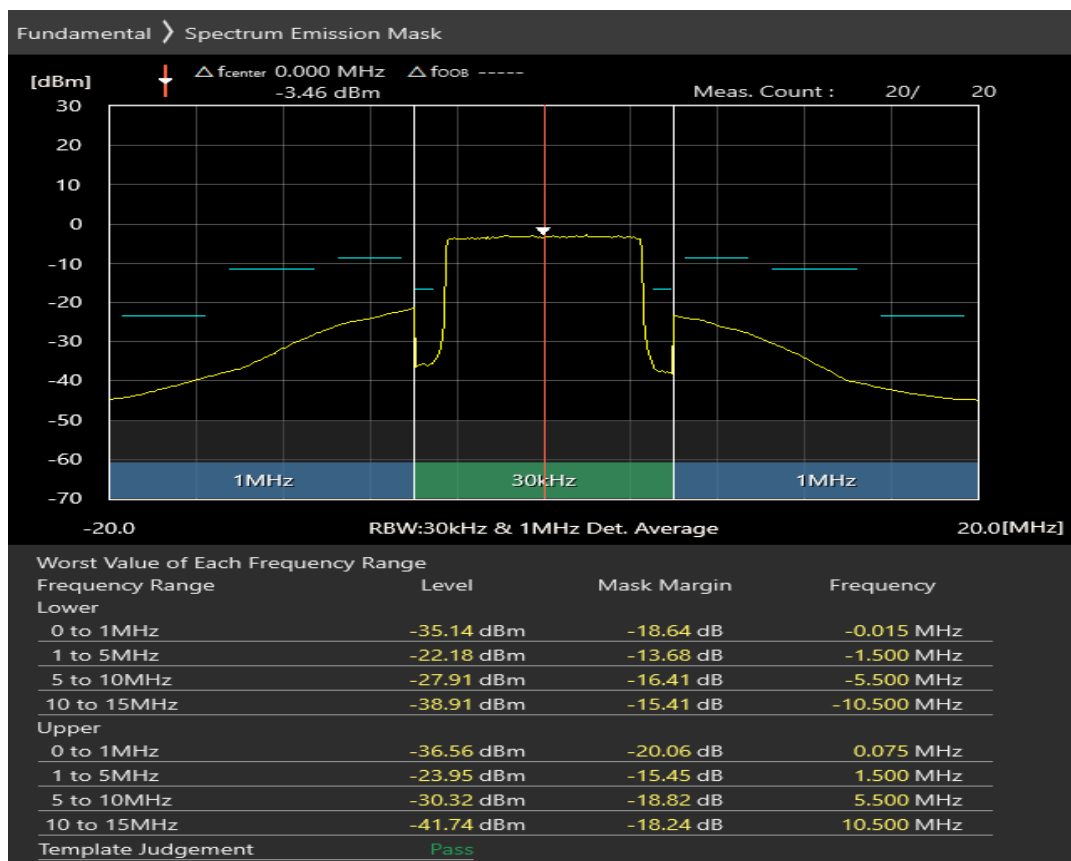 Fundamental ❯ Spectrum Emission Mask
[dBm] △ fcenter 0.000 MHz △ fOOB -----
-3.46 dBm Meas. Count : 20/ 20
30
20
10
0
-10
-20
-30
-40
-50
-60
-70
1MHz 30kHz 1MHz
-20.0 RBW:30kHz & 1MHz Det. Average 20.0[MHz]
Worst Value of Each Frequency Range
Frequency Range Level Mask Margin Frequency
Lower
0 to 1MHz -35.14 dBm -18.64 dB -0.015 MHz
1 to 5MHz -22.18 dBm -13.68 dB -1.500 MHz
5 to 10MHz -27.91 dBm -16.41 dB -5.500 MHz
10 to 15MHz -38.91 dBm -15.41 dB -10.500 MHz
Upper
0 to 1MHz -36.56 dBm -20.06 dB 0.075 MHz
1 to 5MHz -23.95 dBm -15.45 dB 1.500 MHz
5 to 10MHz -30.32 dBm -18.82 dB 5.500 MHz
10 to 15MHz -41.74 dBm -18.24 dB 10.500 MHz
Template Judgement Pass